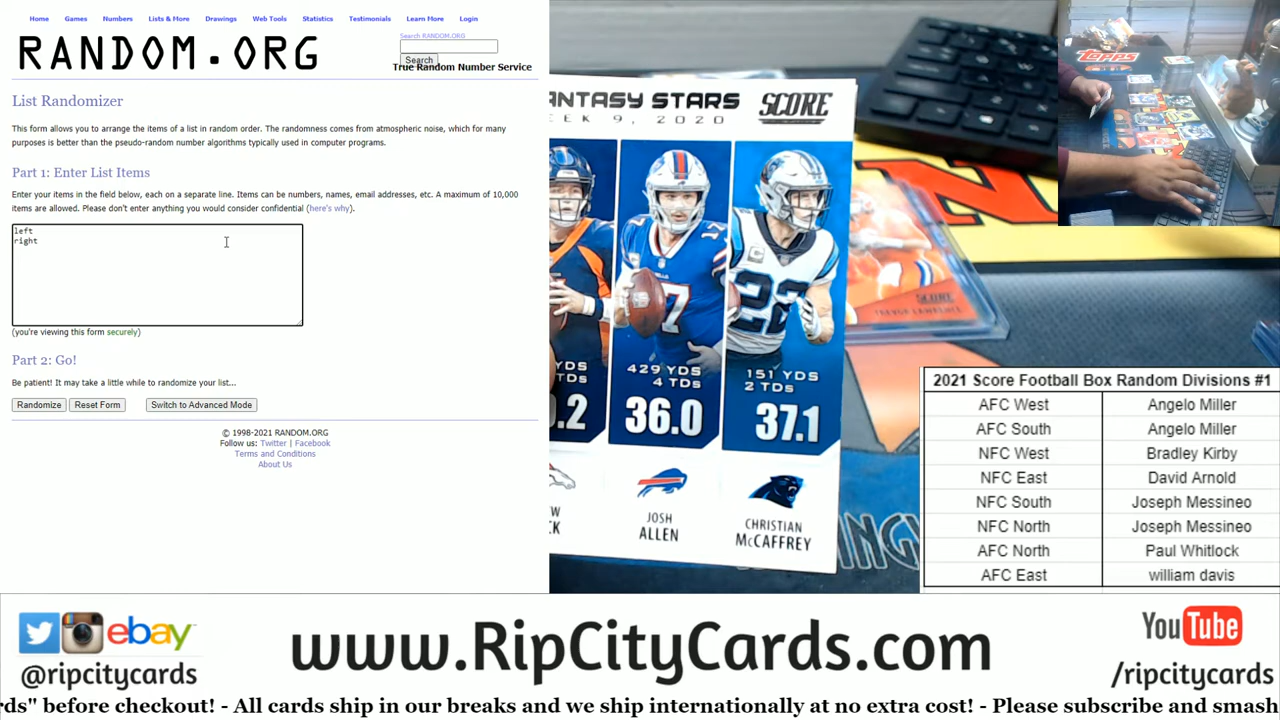 Home Games Numbers Lists & More Drawings Web Tools Statistics Testimonials Learn More Login
RANDOM.ORG
Search RANDOM.ORG
Search
True Random Number Service
List Randomizer
This form allows you to arrange the items of a list in random order. The randomness comes from atmospheric noise, which for many
purposes is better than the pseudo-random number algorithms typically used in computer programs.
Part 1: Enter List Items
Enter your items in the field below, each on a separate line. Items can be numbers, names, email addresses, etc. A maximum of 10,000
items are allowed. Please don't enter anything you would consider confidential (here's why).
left
right
(you're viewing this form securely)
Part 2: Go!
Be patient! It may take a little while to randomize your list...
Randomize Reset Form Switch to Advanced Mode
© 1998-2021 RANDOM.ORG
Follow us: Twitter | Facebook
Terms and Conditions
About Us
ANTASY STARS SCORE
EEK 9, 2020
17
22
YDS
TDS
.2
429 YDS
4 TDS
36.0
151 YDS
2 TDS
37.1
W
CK
JOSH
ALLEN
CHRISTIAN
McCAFFREY
SCORE
TREVOR LAWRENCE
Topps
2021 Score Football Box Random Divisions #1
AFC West Angelo Miller
AFC South Angelo Miller
NFC West Bradley Kirby
NFC East David Arnold
NFC South Joseph Messineo
NFC North Joseph Messineo
AFC North Paul Whitlock
AFC East william davis
ebay
@ripcitycards
www.RipCityCards.com
YouTube
/ripcitycards
rds" before checkout! - All cards ship in our breaks and we ship internationally at no extra cost! - Please subscribe and smash